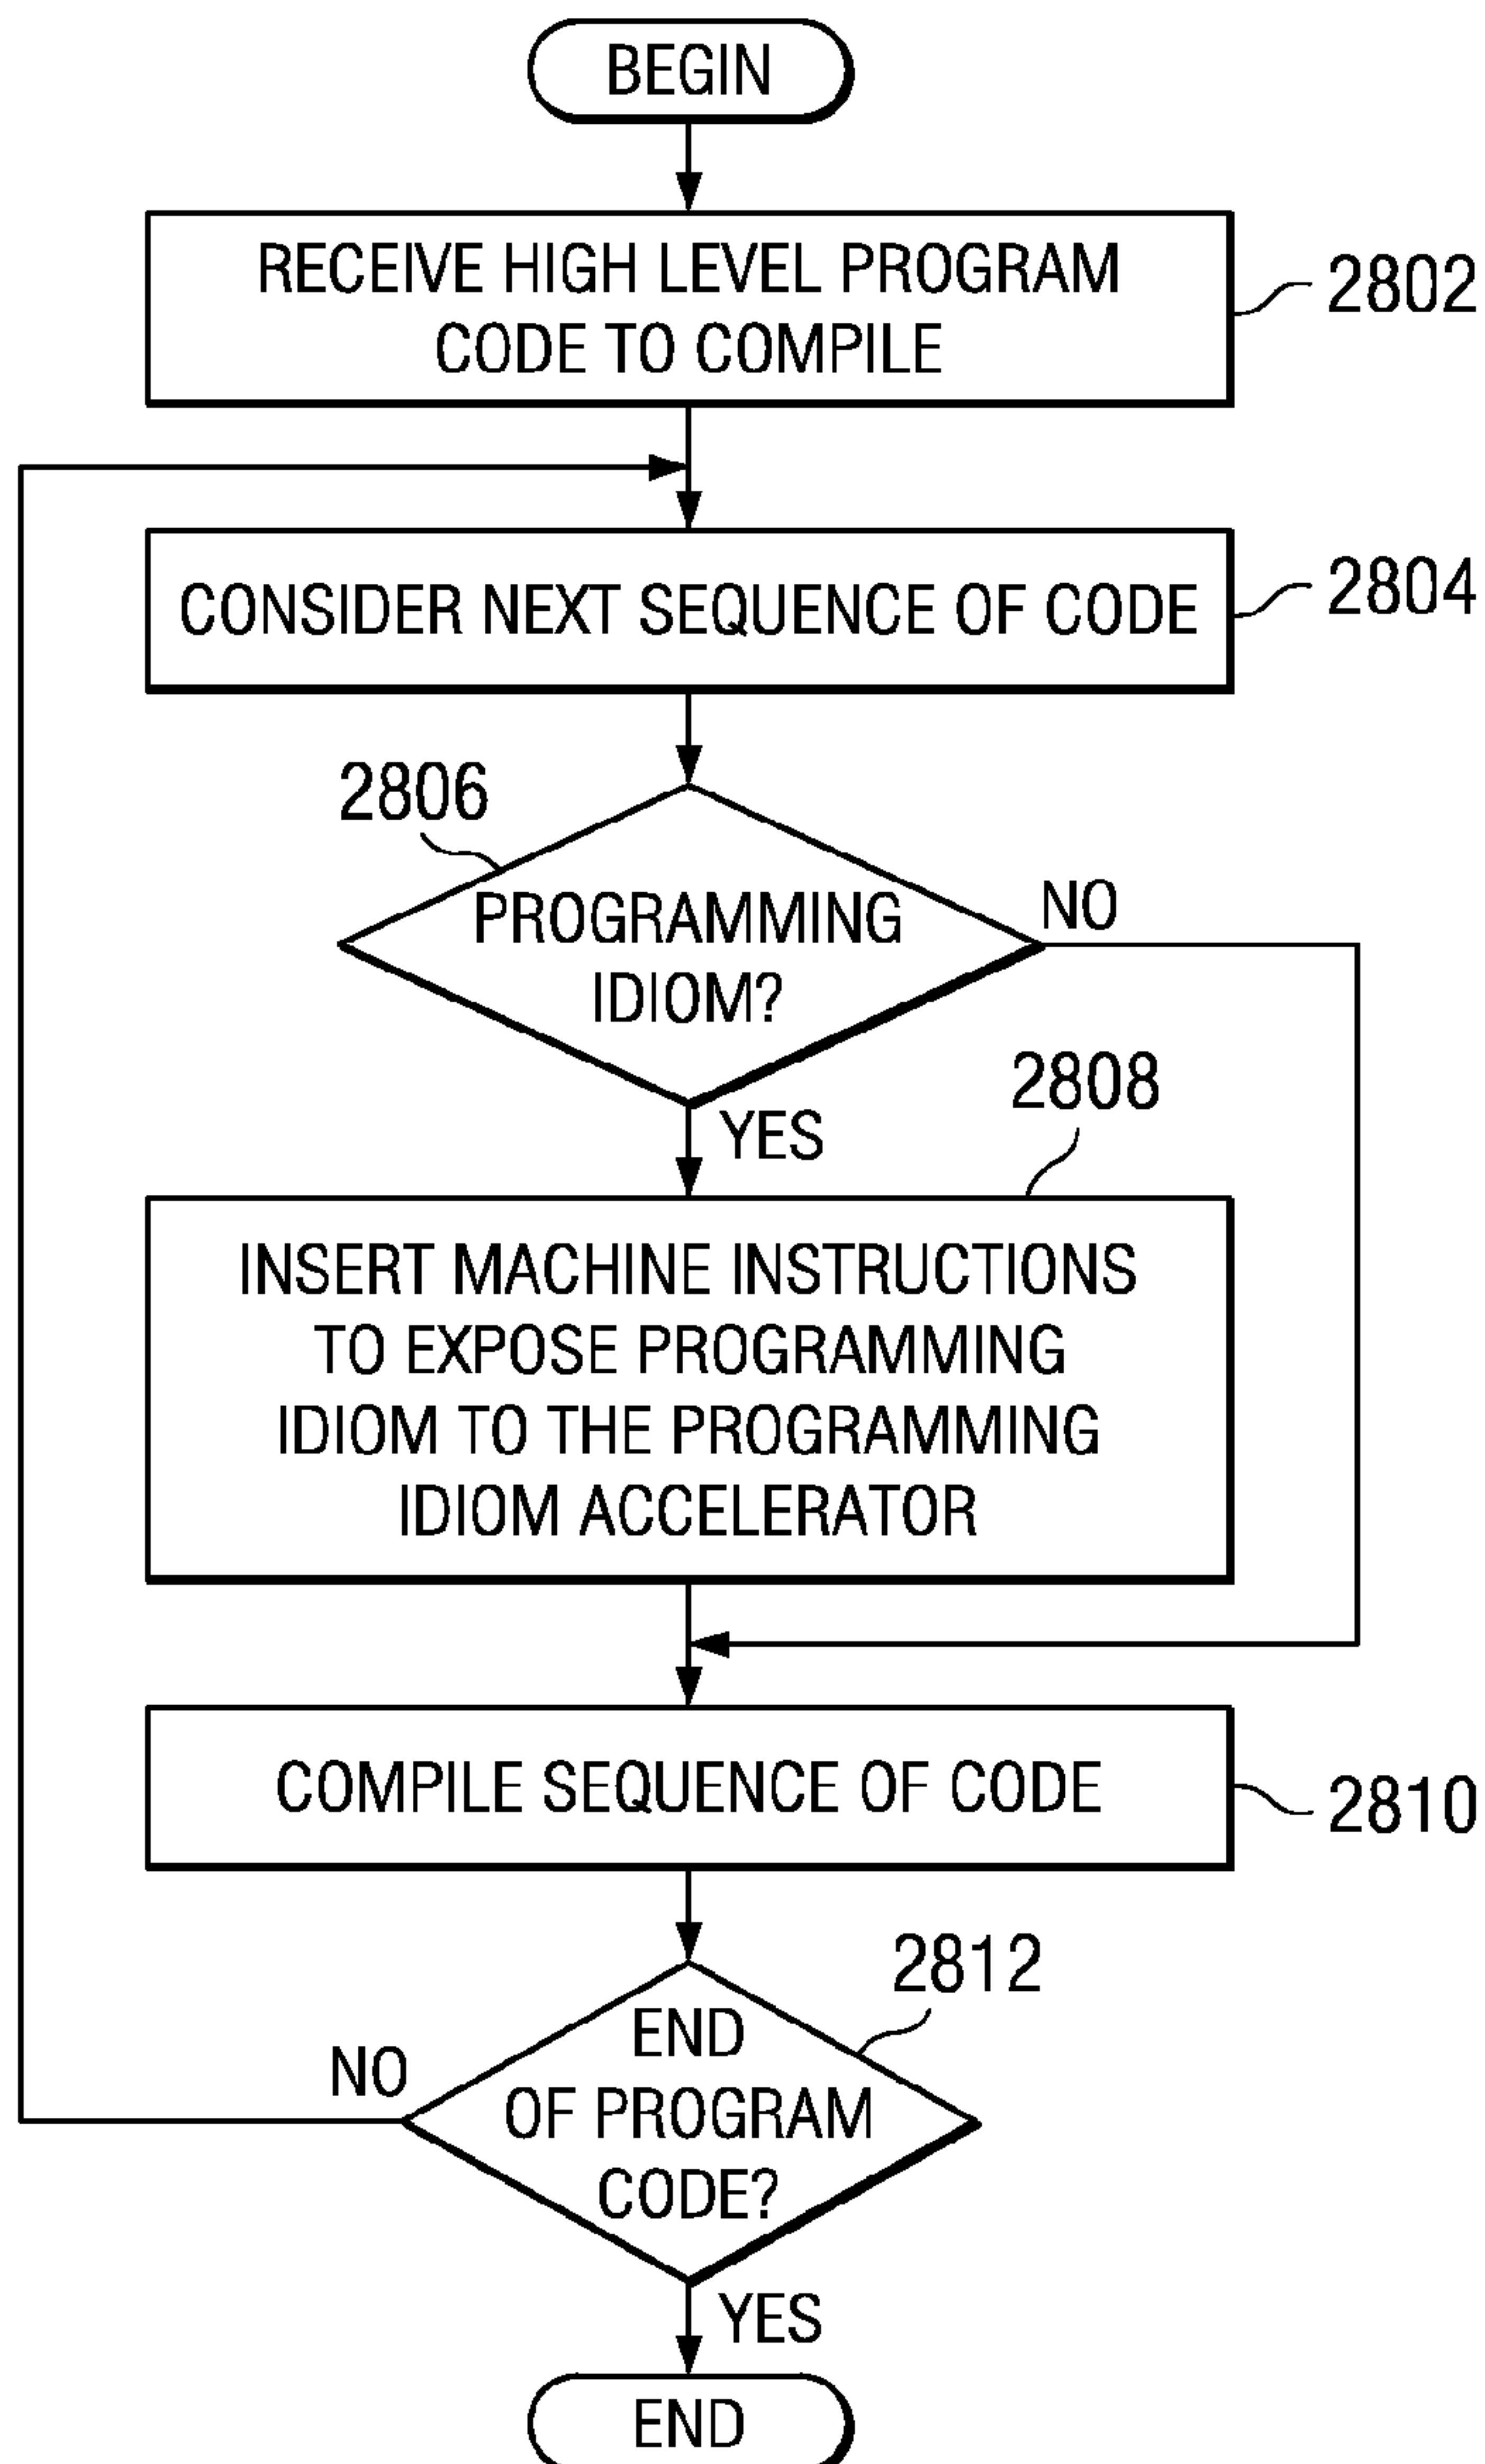 BEGIN
RECEIVE HIGH LEVEL PROGRAM
CODE TO COMPILE
2802
CONSIDER NEXT SEQUENCE OF CODE
2804
2806
PROGRAMMING
IDIOM?
NO
YES
2808
INSERT MACHINE INSTRUCTIONS
TO EXPOSE PROGRAMMING
IDIOM TO THE PROGRAMMING
IDIOM ACCELERATOR
COMPILE SEQUENCE OF CODE
2810
2812
END
OF PROGRAM
CODE?
NO
YES
END